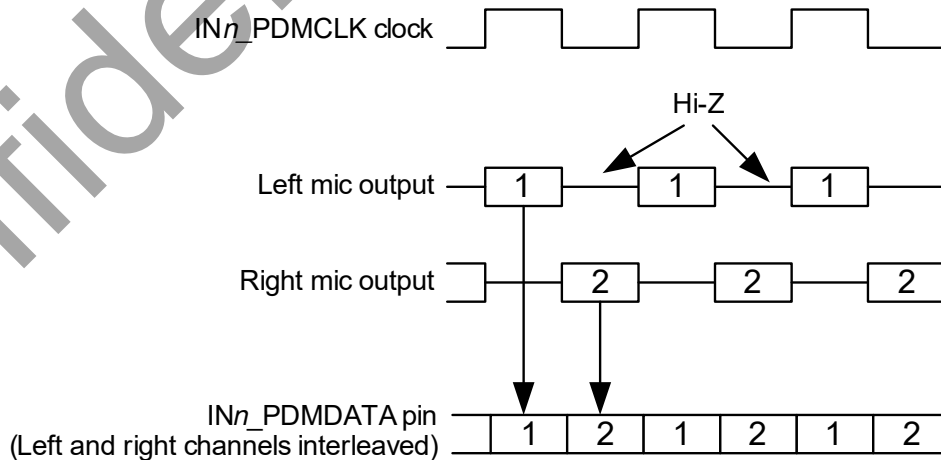 INn_PDMCLK clock
Hi-Z
Left mic output
1 1 1
Right mic output
2 2 2
INn_PDMDATA pin
(Left and right channels interleaved)
1 2 1 2 1 2